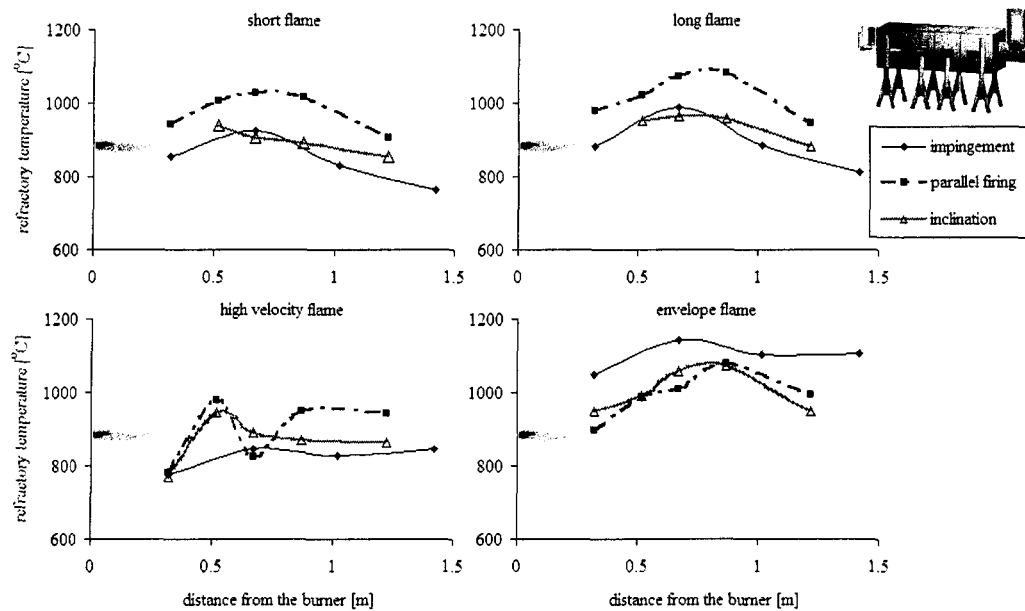 short flame
long flame
1200
1000
800
600
refractory temperature [°C]
0
0.5
1
1.5
1200
1000
800
600
0
0.5
1
1.5
impingement
parallel firing
inclination
high velocity flame
envelope flame
1200
1000
800
600
refractory temperature [°C]
0
0.5
1
1.5
distance from the burner [m]
1200
1000
800
600
0
0.5
1
1.5
distance from the burner [m]